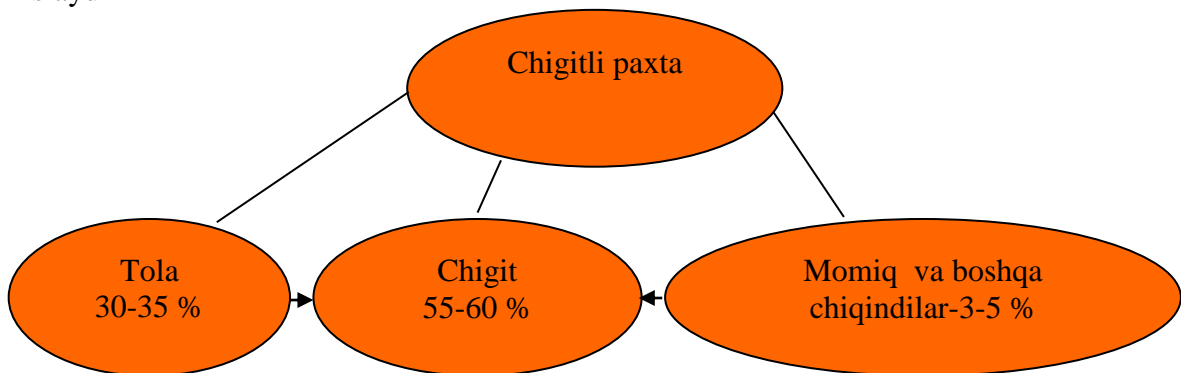 Chigitli paxta
Tola
30-35 %
Chigit
55-60 %
Momiq va boshqa
chiqindilar-3-5 %